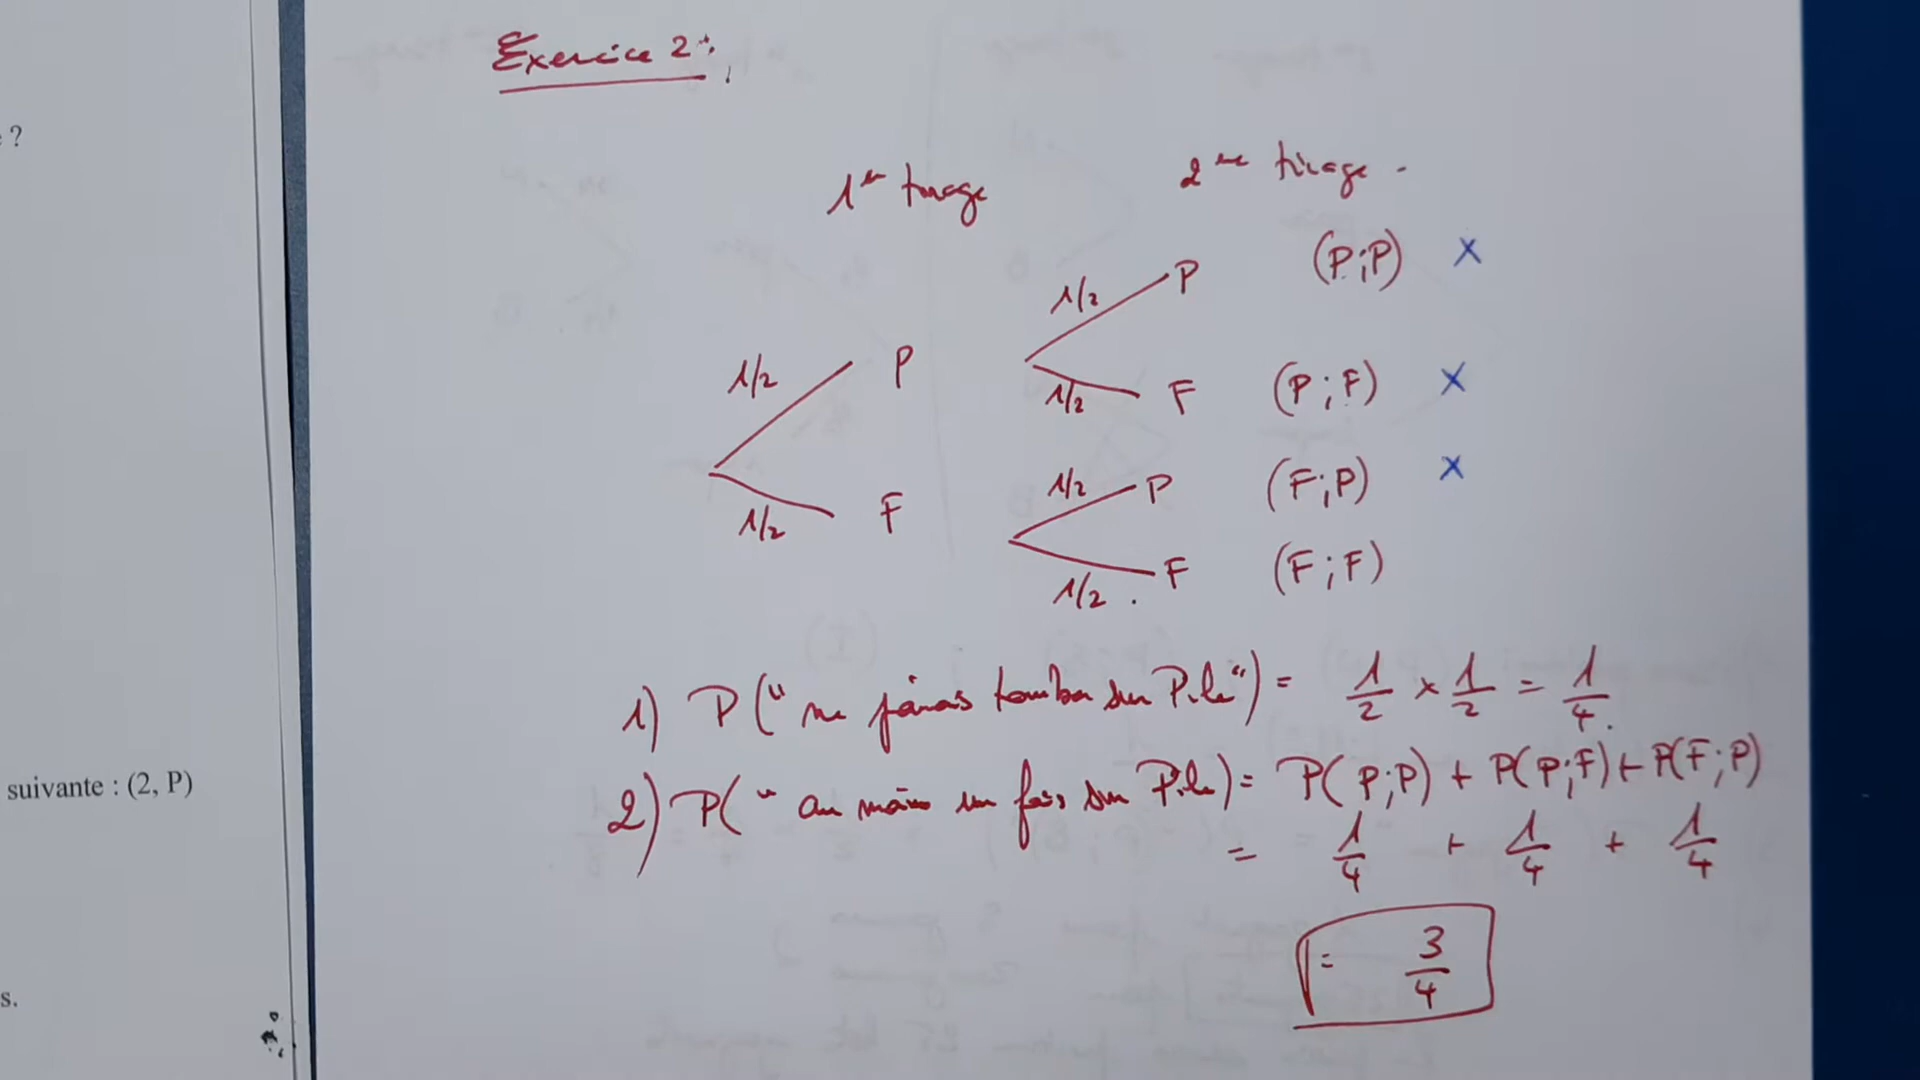 Exercice 2 :
1er tirage
2ème tirage
1/2 P (P;P) X
1/2 P
1/2 F (P;F) X
1/2 P (F;P) X
1/2 F
1/2 F (F;F)
1) P(" ne jamais tomber sur Pile") = 1/2 × 1/2 = 1/4.
2) P(" au moins un fois sur Pile) = P(P;P) + P(P;F) + P(F;P)
= 1/4 + 1/4 + 1/4
= 3/4
?
suivante : (2, P)
s.